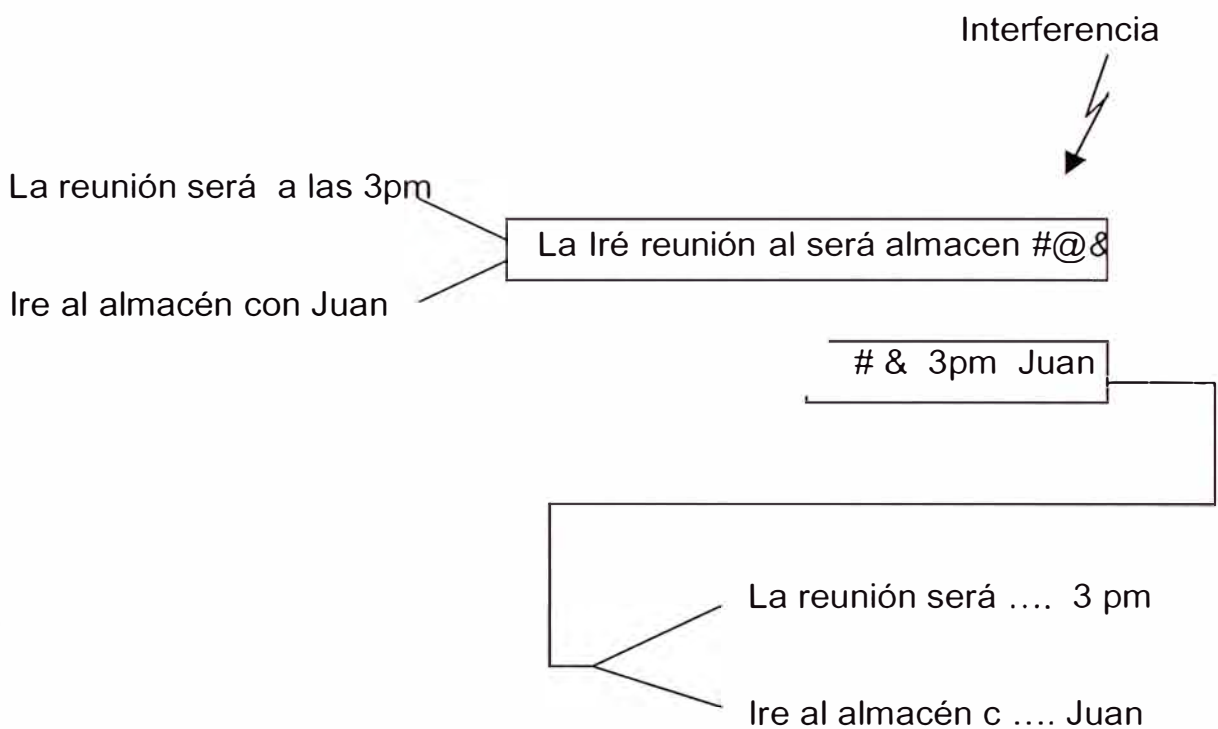 Interferencia
La reunión será a las 3pm
La Iré reunión al será almacen #@&
Ire al almacén con Juan
# & 3pm Juan
La reunión será .... 3 pm
Ire al almacén c .... Juan